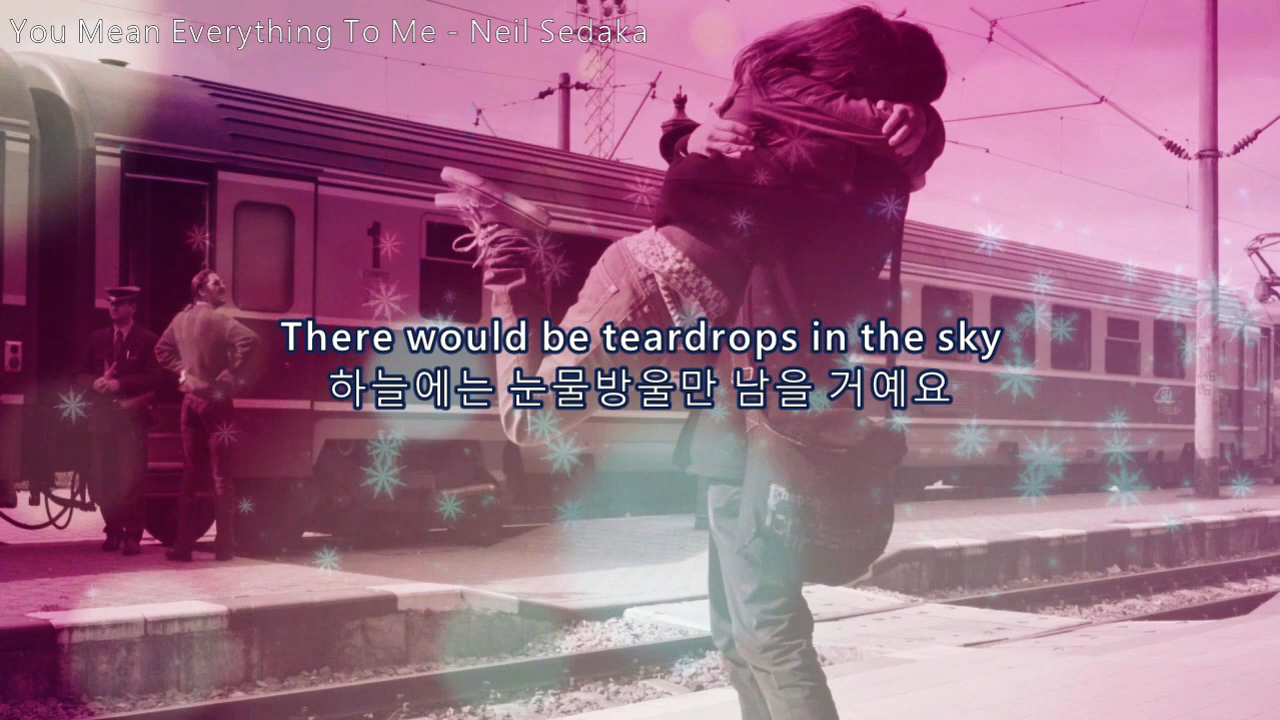 You Mean Everything To Me - Neil Sedaka
1
There would be teardrops in the sky
하늘에는 눈물방울만 남을 거예요